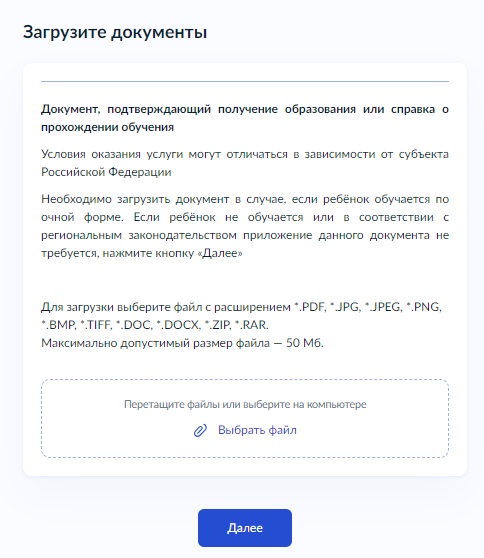 Загрузите документы
Документ, подтверждающий получение образования или справка о
прохождении обучения
Условия оказания услуги могут отличаться в зависимости от субъекта
Российской Федерации
Необходимо загрузить документ в случае, если ребёнок обучается по
очной форме. Если ребёнок не обучается или в соответствии с
региональным законодательством приложение данного документа не
требуется, нажмите кнопку «Далее»
Для загрузки выберите файл с расширением *.PDF, *.JPG, *.JPEG, *.PNG,
*.BMP, *.TIFF, *.DOC, *.DOCX, *.ZIP, *.RAR.
Максимально допустимый размер файла — 50 Мб.
Перетащите файлы или выберите на компьютере
Выбрать файл
Далее